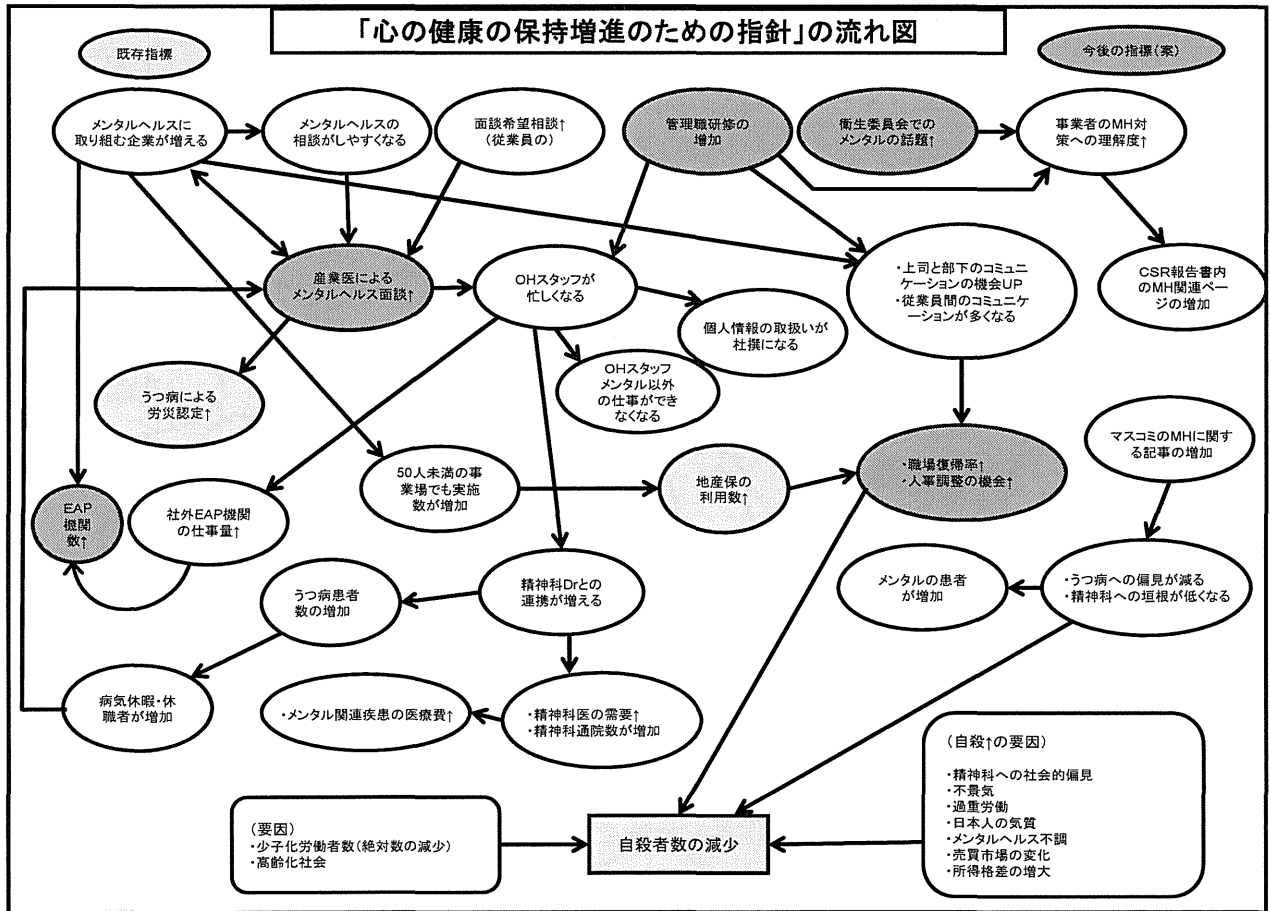 「心の健康の保持増進のための指針」の流れ図
既存指標
今後の指標(案)
メンタルヘルスに
取り組む企業が増える
メンタルヘルスの
相談がしやすくなる
面談希望相談↑
(従業員の)
管理職研修の
増加
衛生委員会での
メンタルの話題↑
事業者のMH対
策への理解度↑
産業医による
メンタルヘルス面談↑
OHスタッフが
忙しくなる
・上司と部下のコミュニ
ケーションの機会UP
・従業員間のコミュニケ
ーションが多くなる
CSR報告書内
のMH関連ペー
ジの増加
個人情報の取扱いが
杜撰になる
OHスタッフ
メンタル以外
の仕事ができ
なくなる
うつ病による
労災認定↑
マスコミのMHに関す
る記事の増加
50人未満の事
業場でも実施
数が増加
地産保の
利用数↑
・職場復帰率↑
・人事調整の機会↑
EAP
機関
数↑
社外EAP機関
の仕事量↑
うつ病患者
数の増加
精神科Drとの
連携が増える
メンタルの患者
が増加
・うつ病への偏見が減る
・精神科への垣根が低くなる
病気休暇・休
職者が増加
・メンタル関連疾患の医療費↑
・精神科医の需要↑
・精神科通院数が増加
(自殺↑の要因)
・精神科への社会的偏見
・不景気
・過重労働
・日本人の気質
・メンタルヘルス不調
・売買市場の変化
・所得格差の増大
(要因)
・少子化労働者数(絶対数の減少)
・高齢化社会
自殺者数の減少